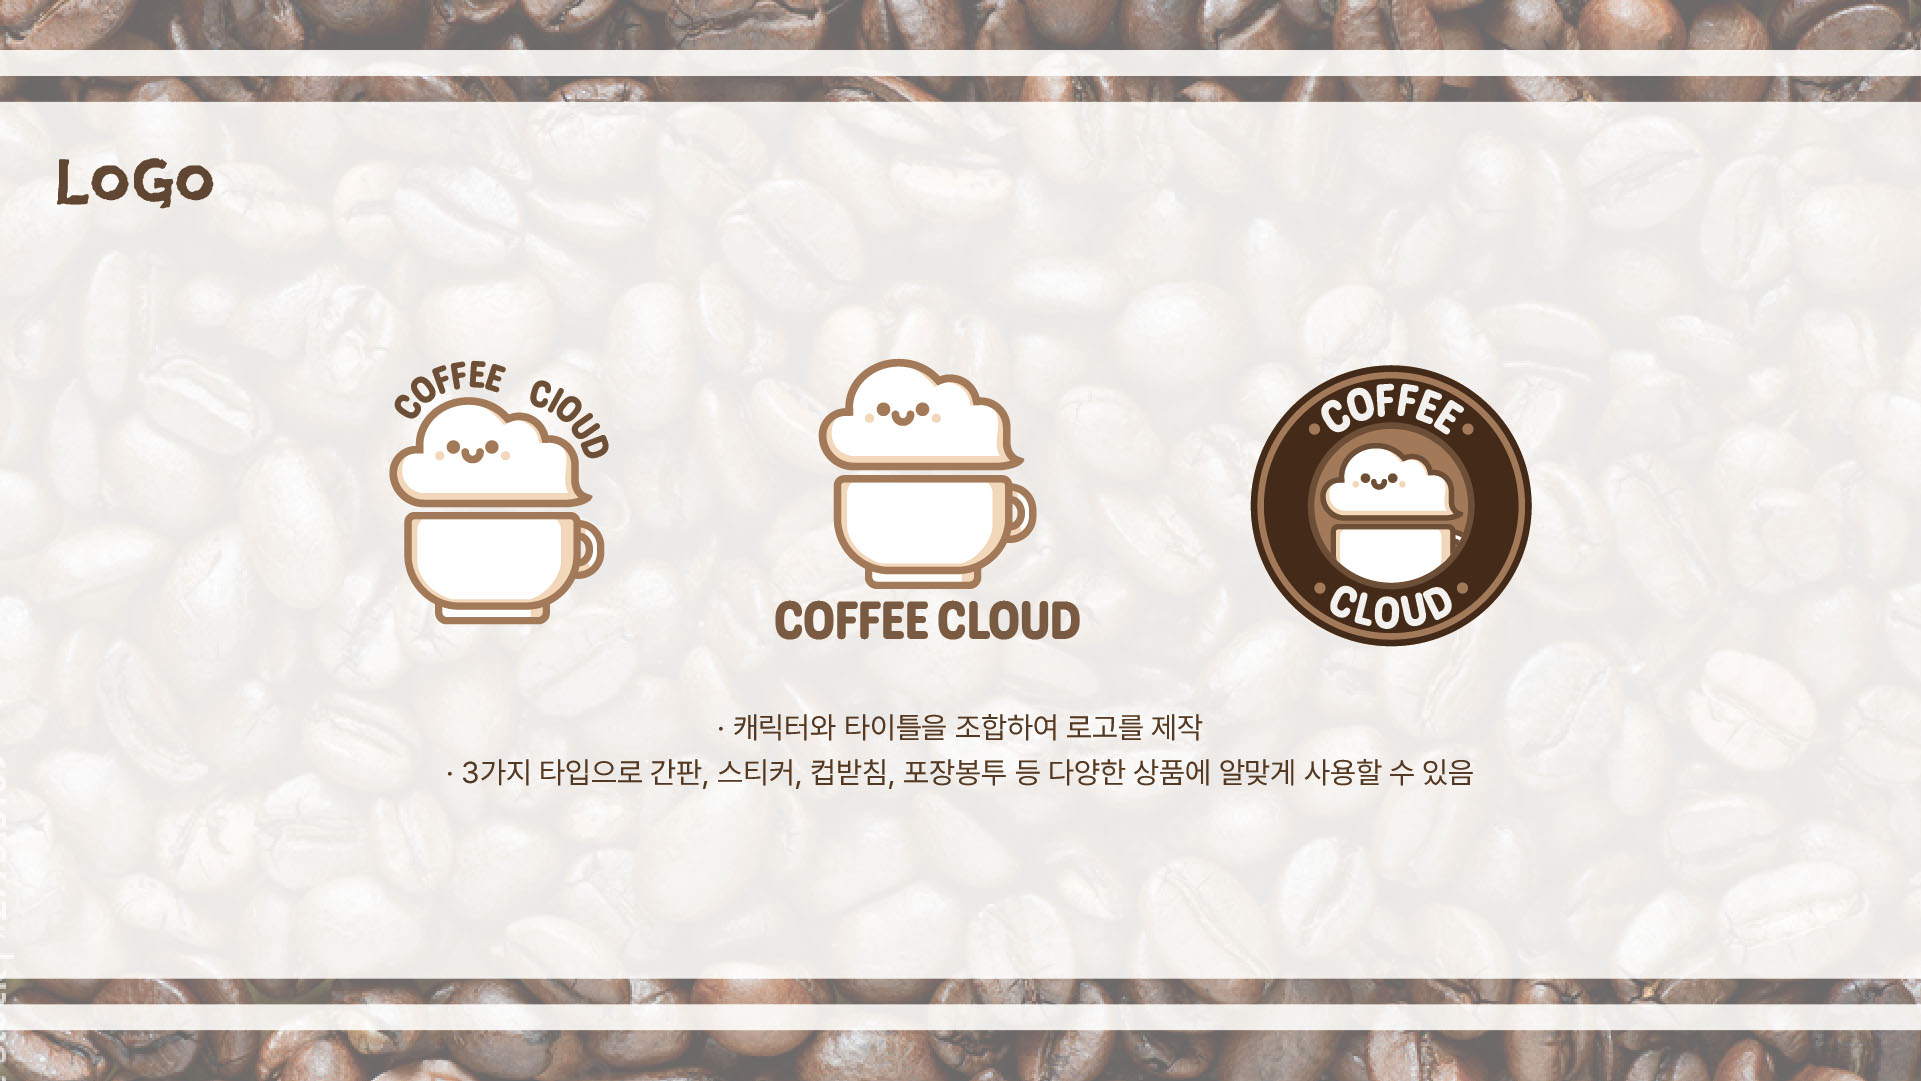 LOGO
COFFEE ClOUD
COFFEE CLOUD
COFFEE
CLOUD
· 캐릭터와 타이틀을 조합하여 로고를 제작
· 3가지 타입으로 간판, 스티커, 컵받침, 포장봉투 등 다양한 상품에 알맞게 사용할 수 있음